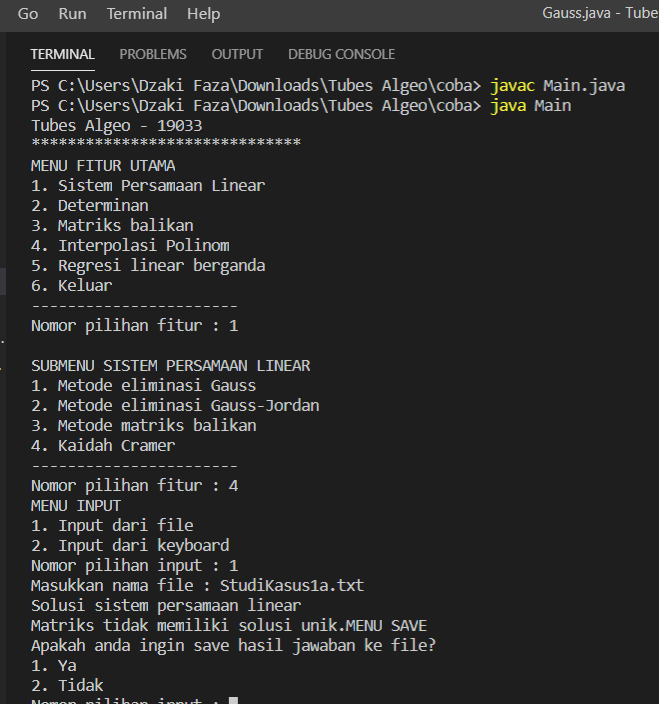 Go Run Terminal Help Gauss.java - Tube
TERMINAL PROBLEMS OUTPUT DEBUG CONSOLE
PS C:\Users\Dzaki Faza\Downloads\Tubes Algeo\coba> javac Main.java
PS C:\Users\Dzaki Faza\Downloads\Tubes Algeo\coba> java Main
Tubes Algeo - 19033
******************************
MENU FITUR UTAMA
1. Sistem Persamaan Linear
2. Determinan
3. Matriks balikan
4. Interpolasi Polinom
5. Regresi linear berganda
6. Keluar
-----------------------
Nomor pilihan fitur : 1
SUBMENU SISTEM PERSAMAAN LINEAR
1. Metode eliminasi Gauss
2. Metode eliminasi Gauss-Jordan
3. Metode matriks balikan
4. Kaidah Cramer
-----------------------
Nomor pilihan fitur : 4
MENU INPUT
1. Input dari file
2. Input dari keyboard
Nomor pilihan input : 1
Masukkan nama file : StudiKasus1a.txt
Solusi sistem persamaan linear
Matriks tidak memiliki solusi unik.MENU SAVE
Apakah anda ingin save hasil jawaban ke file?
1. Ya
2. Tidak
Nomor pilihan input :